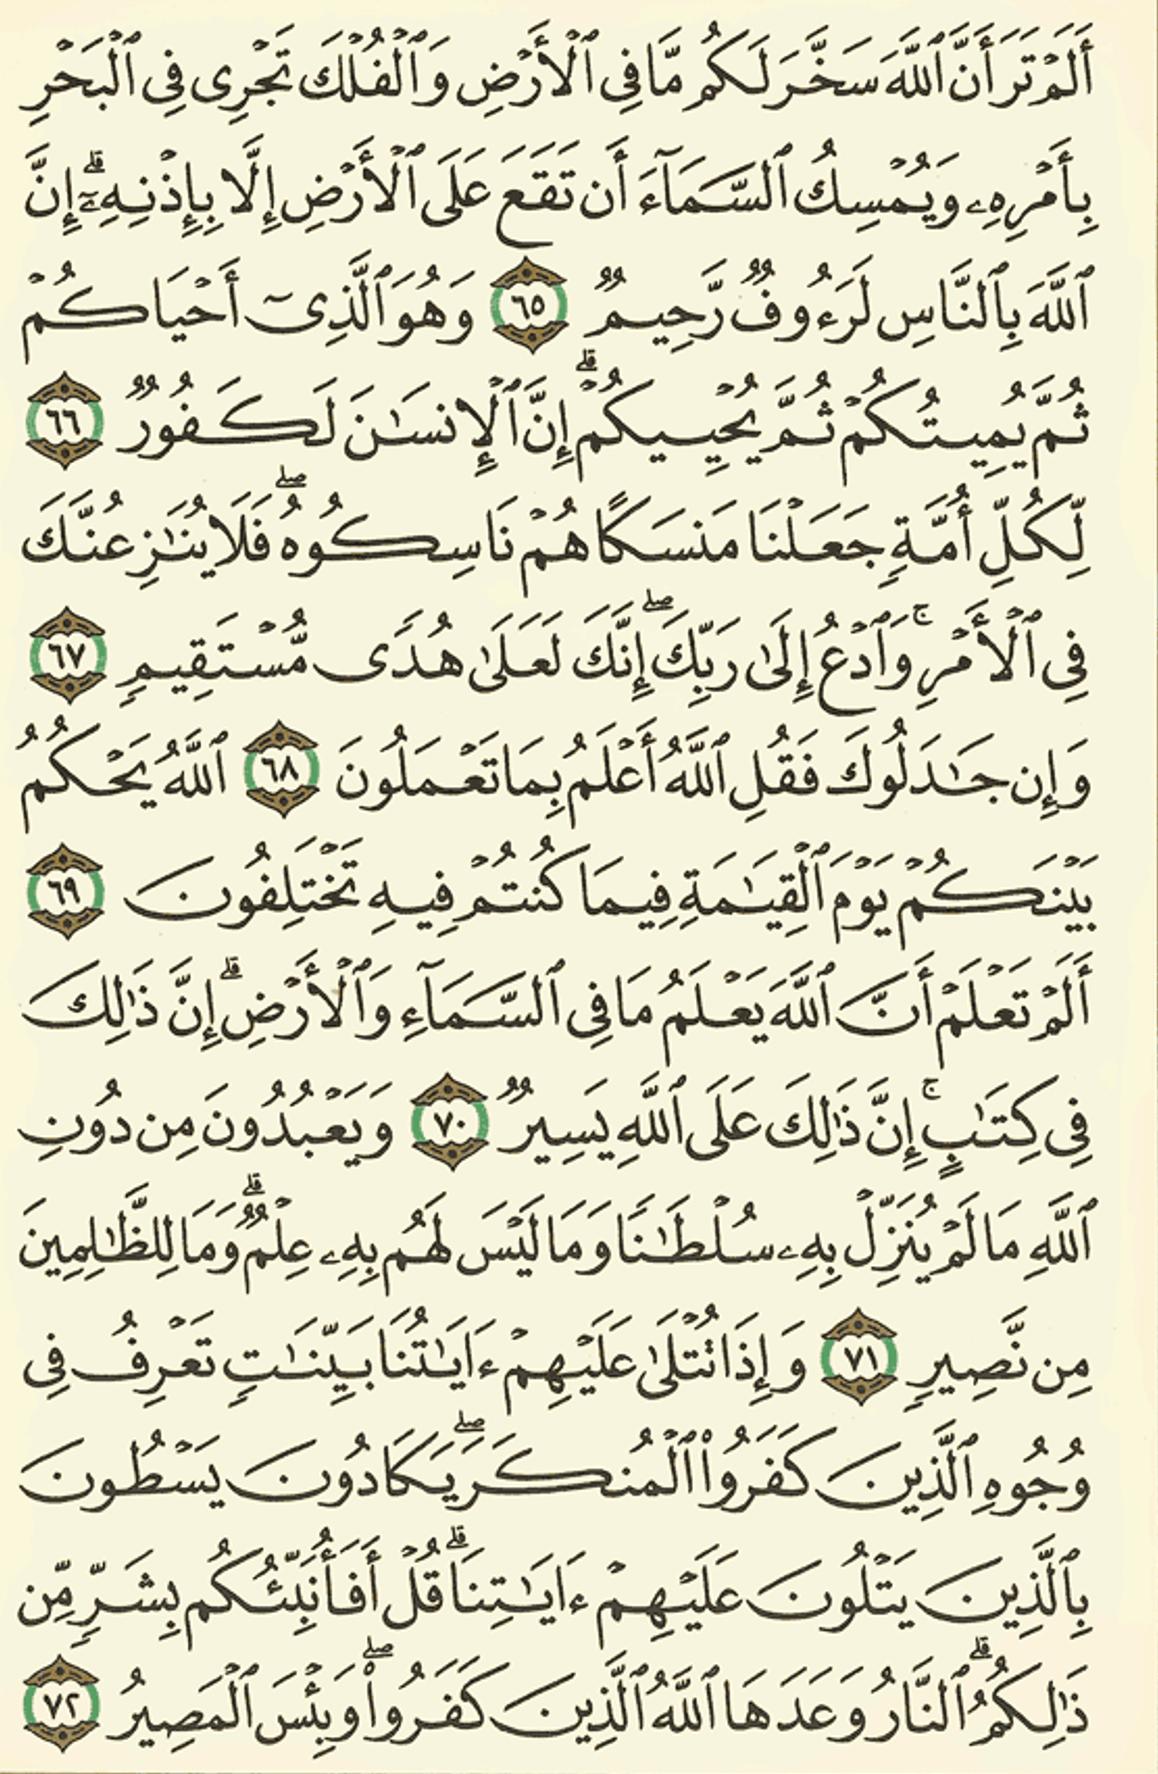 أَلَمْ تَرَ أَنَّ ٱللَّهَ سَخَّرَ لَكُم مَّا فِى ٱلْأَرْضِ وَٱلْفُلْكَ تَجْرِى فِى ٱلْبَحْرِ
بِأَمْرِهِۦ وَيُمْسِكُ ٱلسَّمَآءَ أَن تَقَعَ عَلَى ٱلْأَرْضِ إِلَّا بِإِذْنِهِۦٓ ۗ إِنَّ
ٱللَّهَ بِٱلنَّاسِ لَرَءُوفٌ رَّحِيمٌ ٦٥ وَهُوَ ٱلَّذِىٓ أَحْيَاكُمْ
ثُمَّ يُمِيتُكُمْ ثُمَّ يُحْيِيكُمْ ۗ إِنَّ ٱلْإِنسَـٰنَ لَكَفُورٌ ٦٦
لِّكُلِّ أُمَّةٍ جَعَلْنَا مَنسَكًا هُمْ نَاسِكُوهُ ۖ فَلَا يُنَـٰزِعُنَّكَ
فِى ٱلْأَمْرِ ۚ وَٱدْعُ إِلَىٰ رَبِّكَ ۖ إِنَّكَ لَعَلَىٰ هُدًى مُّسْتَقِيمٍ ٦٧
وَإِن جَـٰدَلُوكَ فَقُلِ ٱللَّهُ أَعْلَمُ بِمَا تَعْمَلُونَ ٦٨ ٱللَّهُ يَحْكُمُ
بَيْنَكُمْ يَوْمَ ٱلْقِيَـٰمَةِ فِيمَا كُنتُمْ فِيهِ تَخْتَلِفُونَ ٦٩
أَلَمْ تَعْلَمْ أَنَّ ٱللَّهَ يَعْلَمُ مَا فِى ٱلسَّمَآءِ وَٱلْأَرْضِ ۗ إِنَّ ذَٰلِكَ
فِى كِتَـٰبٍ ۚ إِنَّ ذَٰلِكَ عَلَى ٱللَّهِ يَسِيرٌ ٧٠ وَيَعْبُدُونَ مِن دُونِ
ٱللَّهِ مَا لَمْ يُنَزِّلْ بِهِۦ سُلْطَـٰنًا وَمَا لَيْسَ لَهُم بِهِۦ عِلْمٌ ۗ وَمَا لِلظَّـٰلِمِينَ
مِن نَّصِيرٍ ٧١ وَإِذَا تُتْلَىٰ عَلَيْهِمْ ءَايَـٰتُنَا بَيِّنَـٰتٍ تَعْرِفُ فِى
وُجُوهِ ٱلَّذِينَ كَفَرُوا۟ ٱلْمُنكَرَ ۖ يَكَادُونَ يَسْطُونَ
بِٱلَّذِينَ يَتْلُونَ عَلَيْهِمْ ءَايَـٰتِنَا ۗ قُلْ أَفَأُنَبِّئُكُم بِشَرٍّ مِّن
ذَٰلِكُمُ ۗ ٱلنَّارُ وَعَدَهَا ٱللَّهُ ٱلَّذِينَ كَفَرُوا۟ ۖ وَبِئْسَ ٱلْمَصِيرُ ٧٢